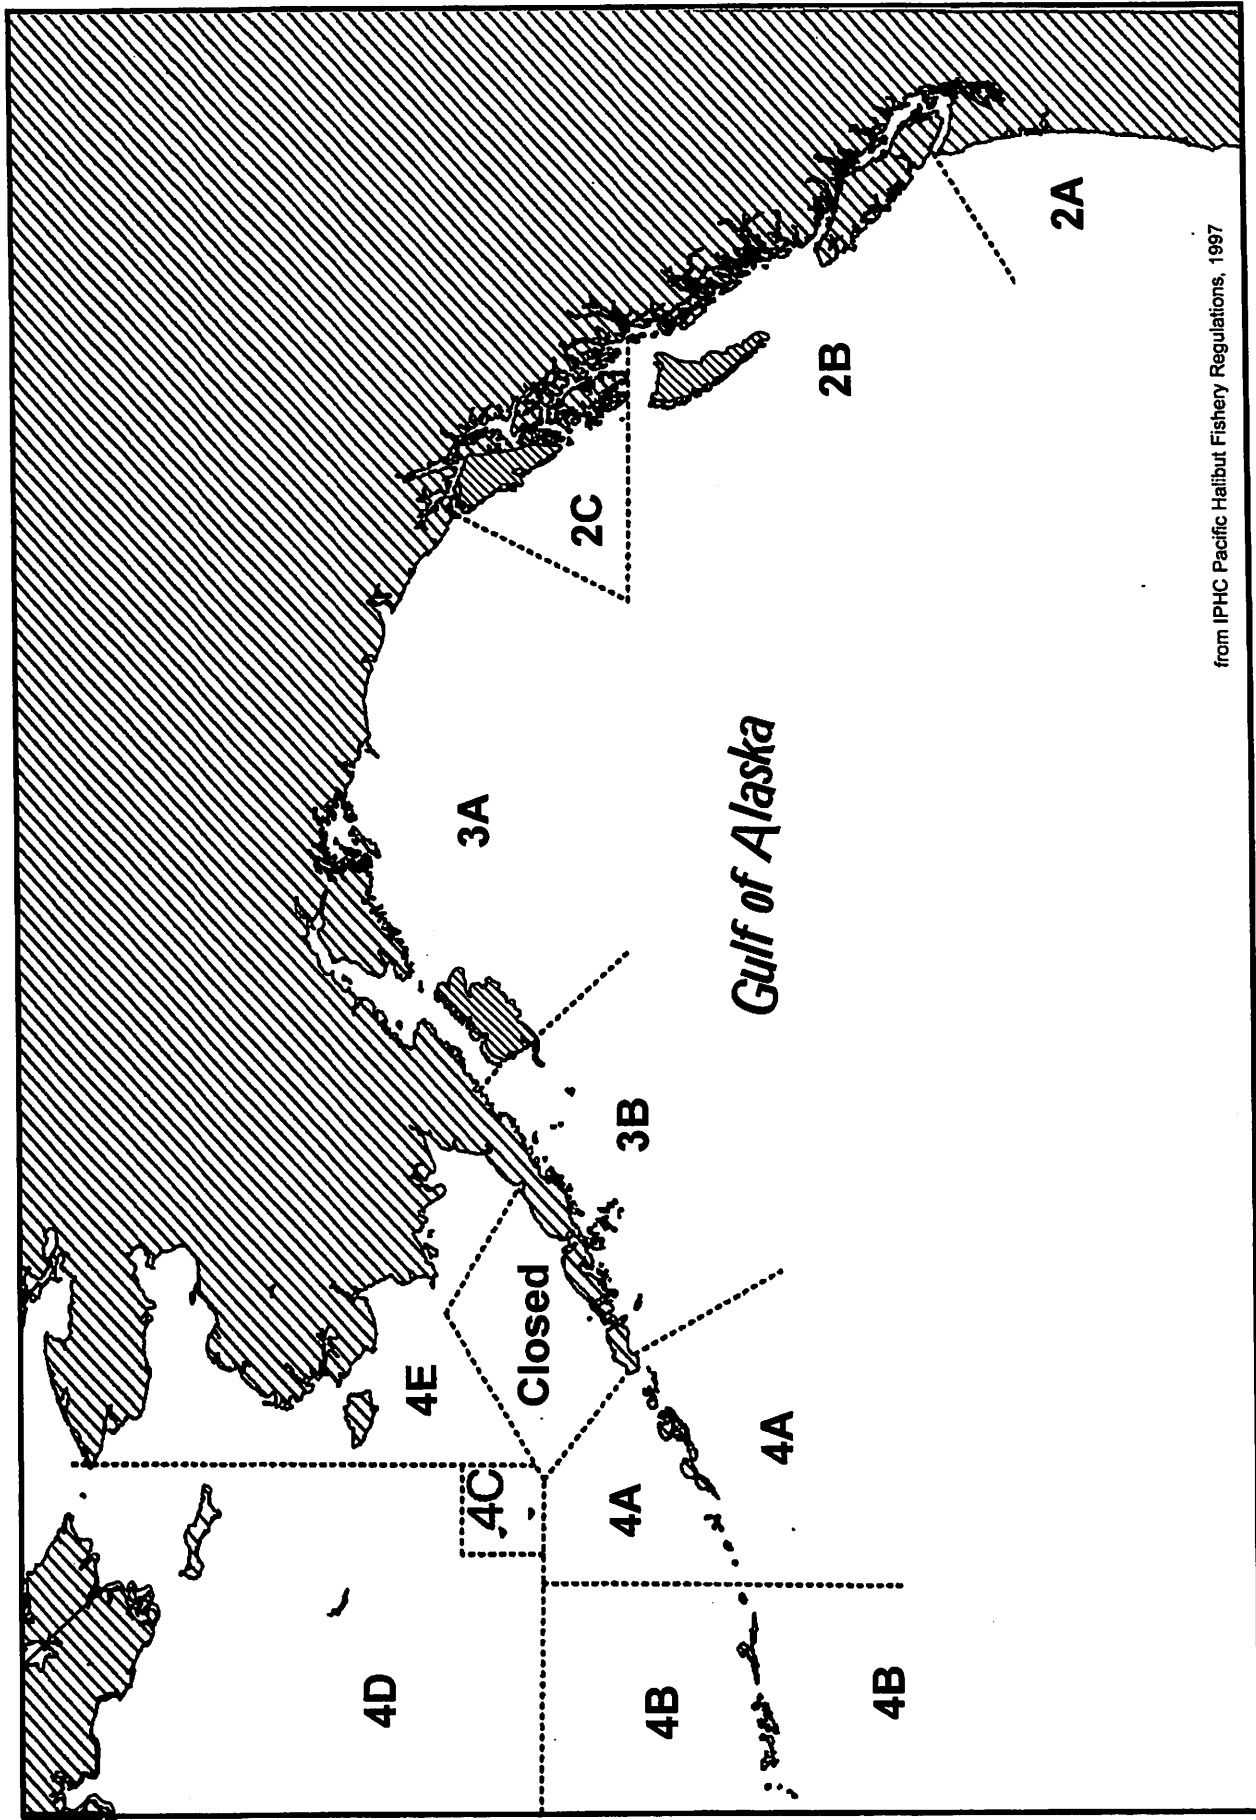 4D
4C
4E
Closed
4B
4A
4B
4A
3B
3A
Gulf of Alaska
2C
2B
2A
from IPHC Pacific Halibut Fishery Regulations, 1997